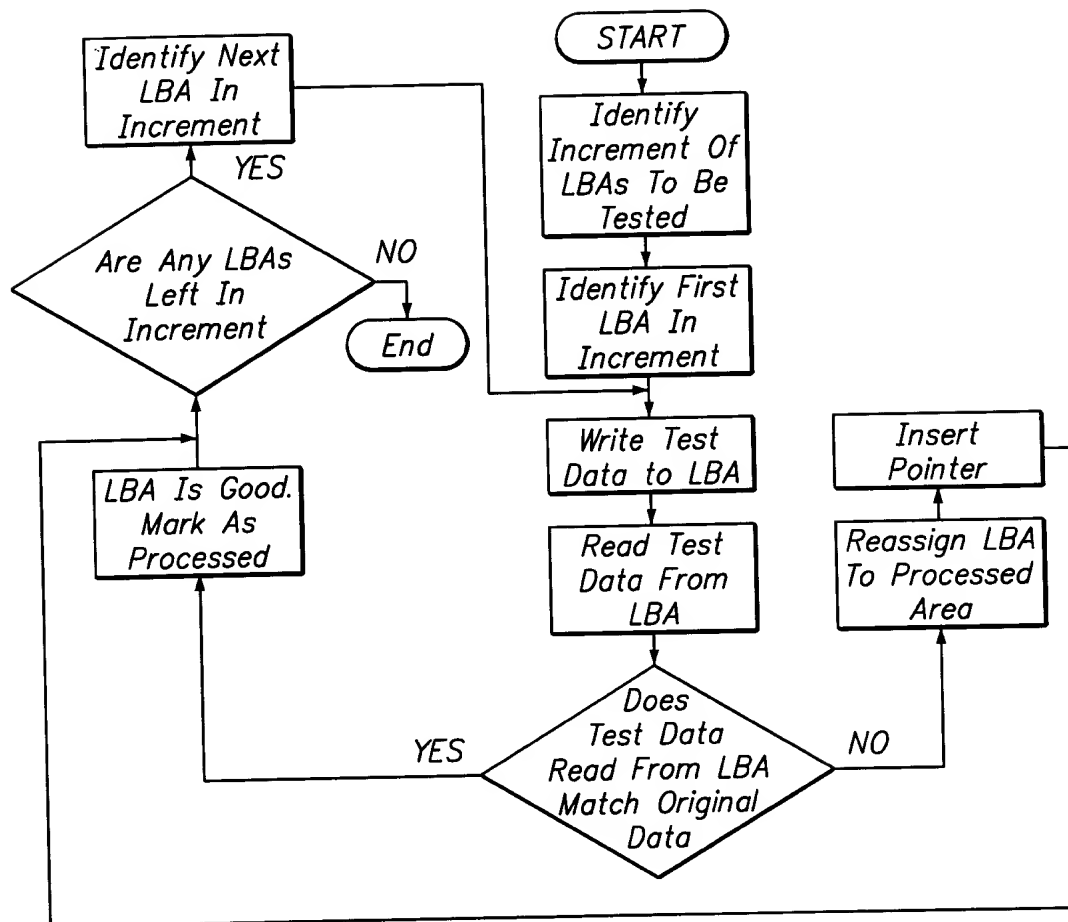 START
Identify
Increment Of
LBAs To Be
Tested
Identify First
LBA In
Increment
Write Test
Data to LBA
Read Test
Data From
LBA
Does
Test Data
Read From LBA
Match Original
Data
YES
NO
Reassign LBA
To Processed
Area
Insert
Pointer
LBA Is Good.
Mark As
Processed
Are Any LBAs
Left In
Increment
YES
NO
End
Identify Next
LBA In
Increment